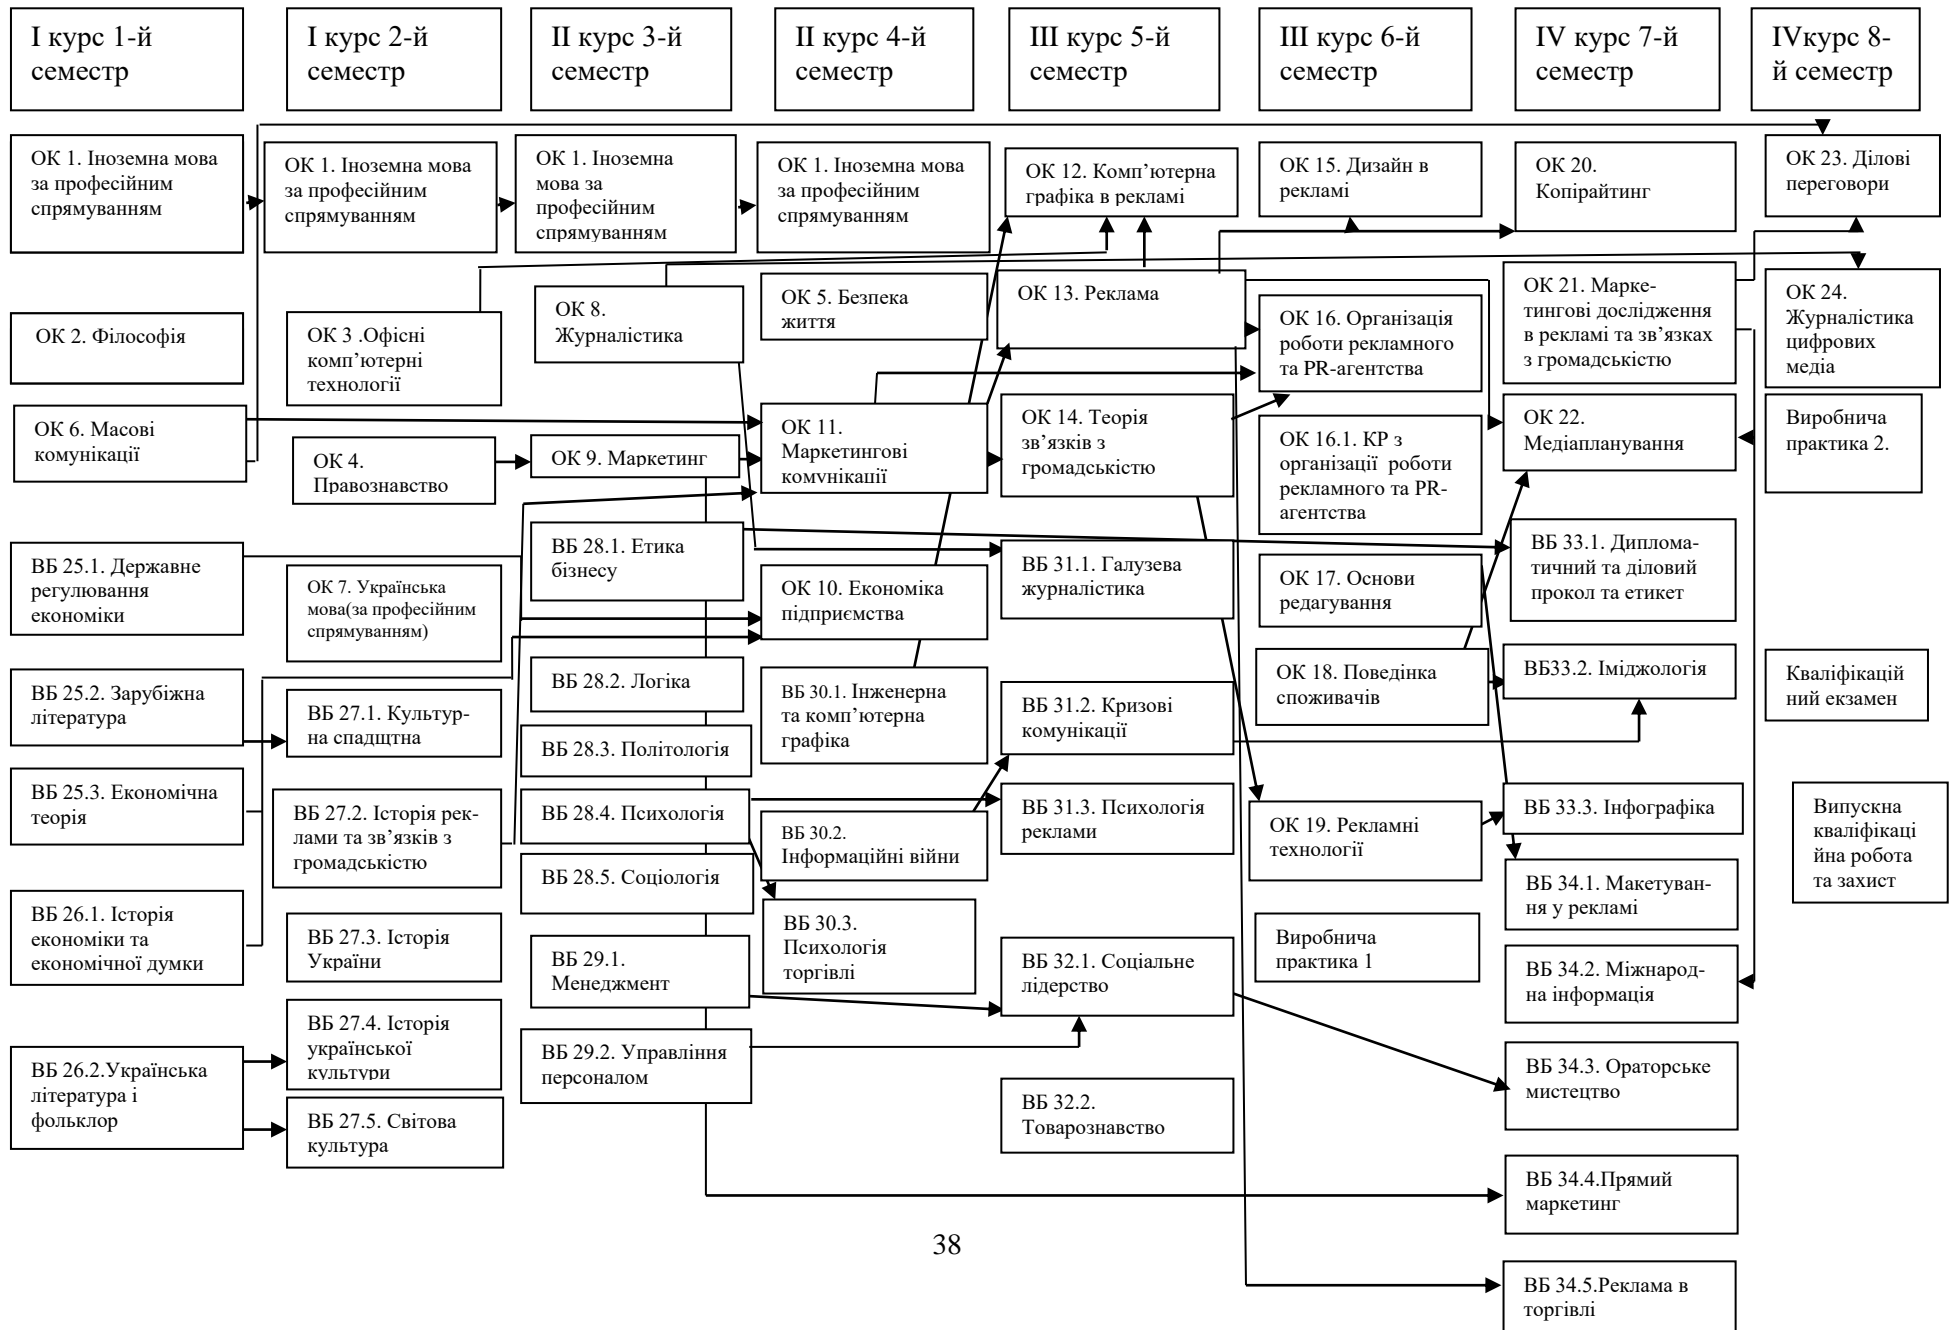 I курс 1-й
семестр
I курс 2-й
семестр
II курс 3-й
семестр
II курс 4-й
семестр
III курс 5-й
семестр
III курс 6-й
семестр
IV курс 7-й
семестр
IVкурс 8-
й семестр
ОК 1. Іноземна мова
за професійним
спрямуванням
ОК 2. Філософія
ОК 6. Масові
комунікації
ВБ 25.1. Державне
регулювання
економіки
ВБ 25.2. Зарубіжна
література
ВБ 25.3. Економічна
теорія
ВБ 26.1. Історія
економіки та
економічної думки
ВБ 26.2.Українська
література і
фольклор
ОК 1. Іноземна мова
за професійним
спрямуванням
ОК 3 .Офісні
комп’ютерні
технології
ОК 4.
Правознавство
ОК 7. Українська
мова(за професійним
спрямуванням)
ВБ 27.1. Культур-
на спадщтна
ВБ 27.2. Історія рек-
лами та зв’язків з
громадськістю
ВБ 27.3. Історія
України
ВБ 27.4. Історія
української
культури
ВБ 27.5. Світова
культура
ОК 1. Іноземна
мова за
професійним
спрямуванням
ОК 8.
Журналістика
ОК 9. Маркетинг
ВБ 28.1. Етика
бізнесу
ВБ 28.2. Логіка
ВБ 28.3. Політологія
ВБ 28.4. Психологія
ВБ 28.5. Соціологія
ВБ 29.1.
Менеджмент
ВБ 29.2. Управління
персоналом
ОК 1. Іноземна мова
за професійним
спрямуванням
ОК 5. Безпека
життя
ОК 11.
Маркетингові
комунікації
ОК 10. Економіка
підприємства
ВБ 30.1. Інженерна
та комп’ютерна
графіка
ВБ 30.2.
Інформаційні війни
ВБ 30.3.
Психологія
торгівлі
ОК 12. Комп’ютерна
графіка в рекламі
ОК 13. Реклама
ОК 14. Теорія
зв’язків з
громадськістю
ВБ 31.1. Галузева
журналістика
ВБ 31.2. Кризові
комунікації
ВБ 31.3. Психологія
реклами
ВБ 32.1. Соціальне
лідерство
ВБ 32.2.
Товарознавство
ОК 15. Дизайн в
рекламі
ОК 16. Організація
роботи рекламного
та PR-агентства
ОК 16.1. КР з
організації роботи
рекламного та PR-
агентства
ОК 17. Основи
редагування
ОК 18. Поведінка
споживачів
ОК 19. Рекламні
технології
Виробнича
практика 1
ОК 20.
Копірайтинг
ОК 21. Марке-
тингові дослідження
в рекламі та зв’язках
з громадськістю
ОК 22.
Медіапланування
ВБ 33.1. Диплома-
тичний та діловий
прокол та етикет
ВБ33.2. Іміджологія
ВБ 33.3. Інфографіка
ВБ 34.1. Макетуван-
ня у рекламі
ВБ 34.2. Міжнарод-
на інформація
ВБ 34.3. Ораторське
мистецтво
ВБ 34.4.Прямий
маркетинг
ВБ 34.5.Реклама в
торгівлі
ОК 23. Ділові
переговори
ОК 24.
Журналістика
цифрових
медіа
Виробнича
практика 2.
Кваліфікацій
ний екзамен
Випускна
кваліфікаці
йна робота
та захист
38